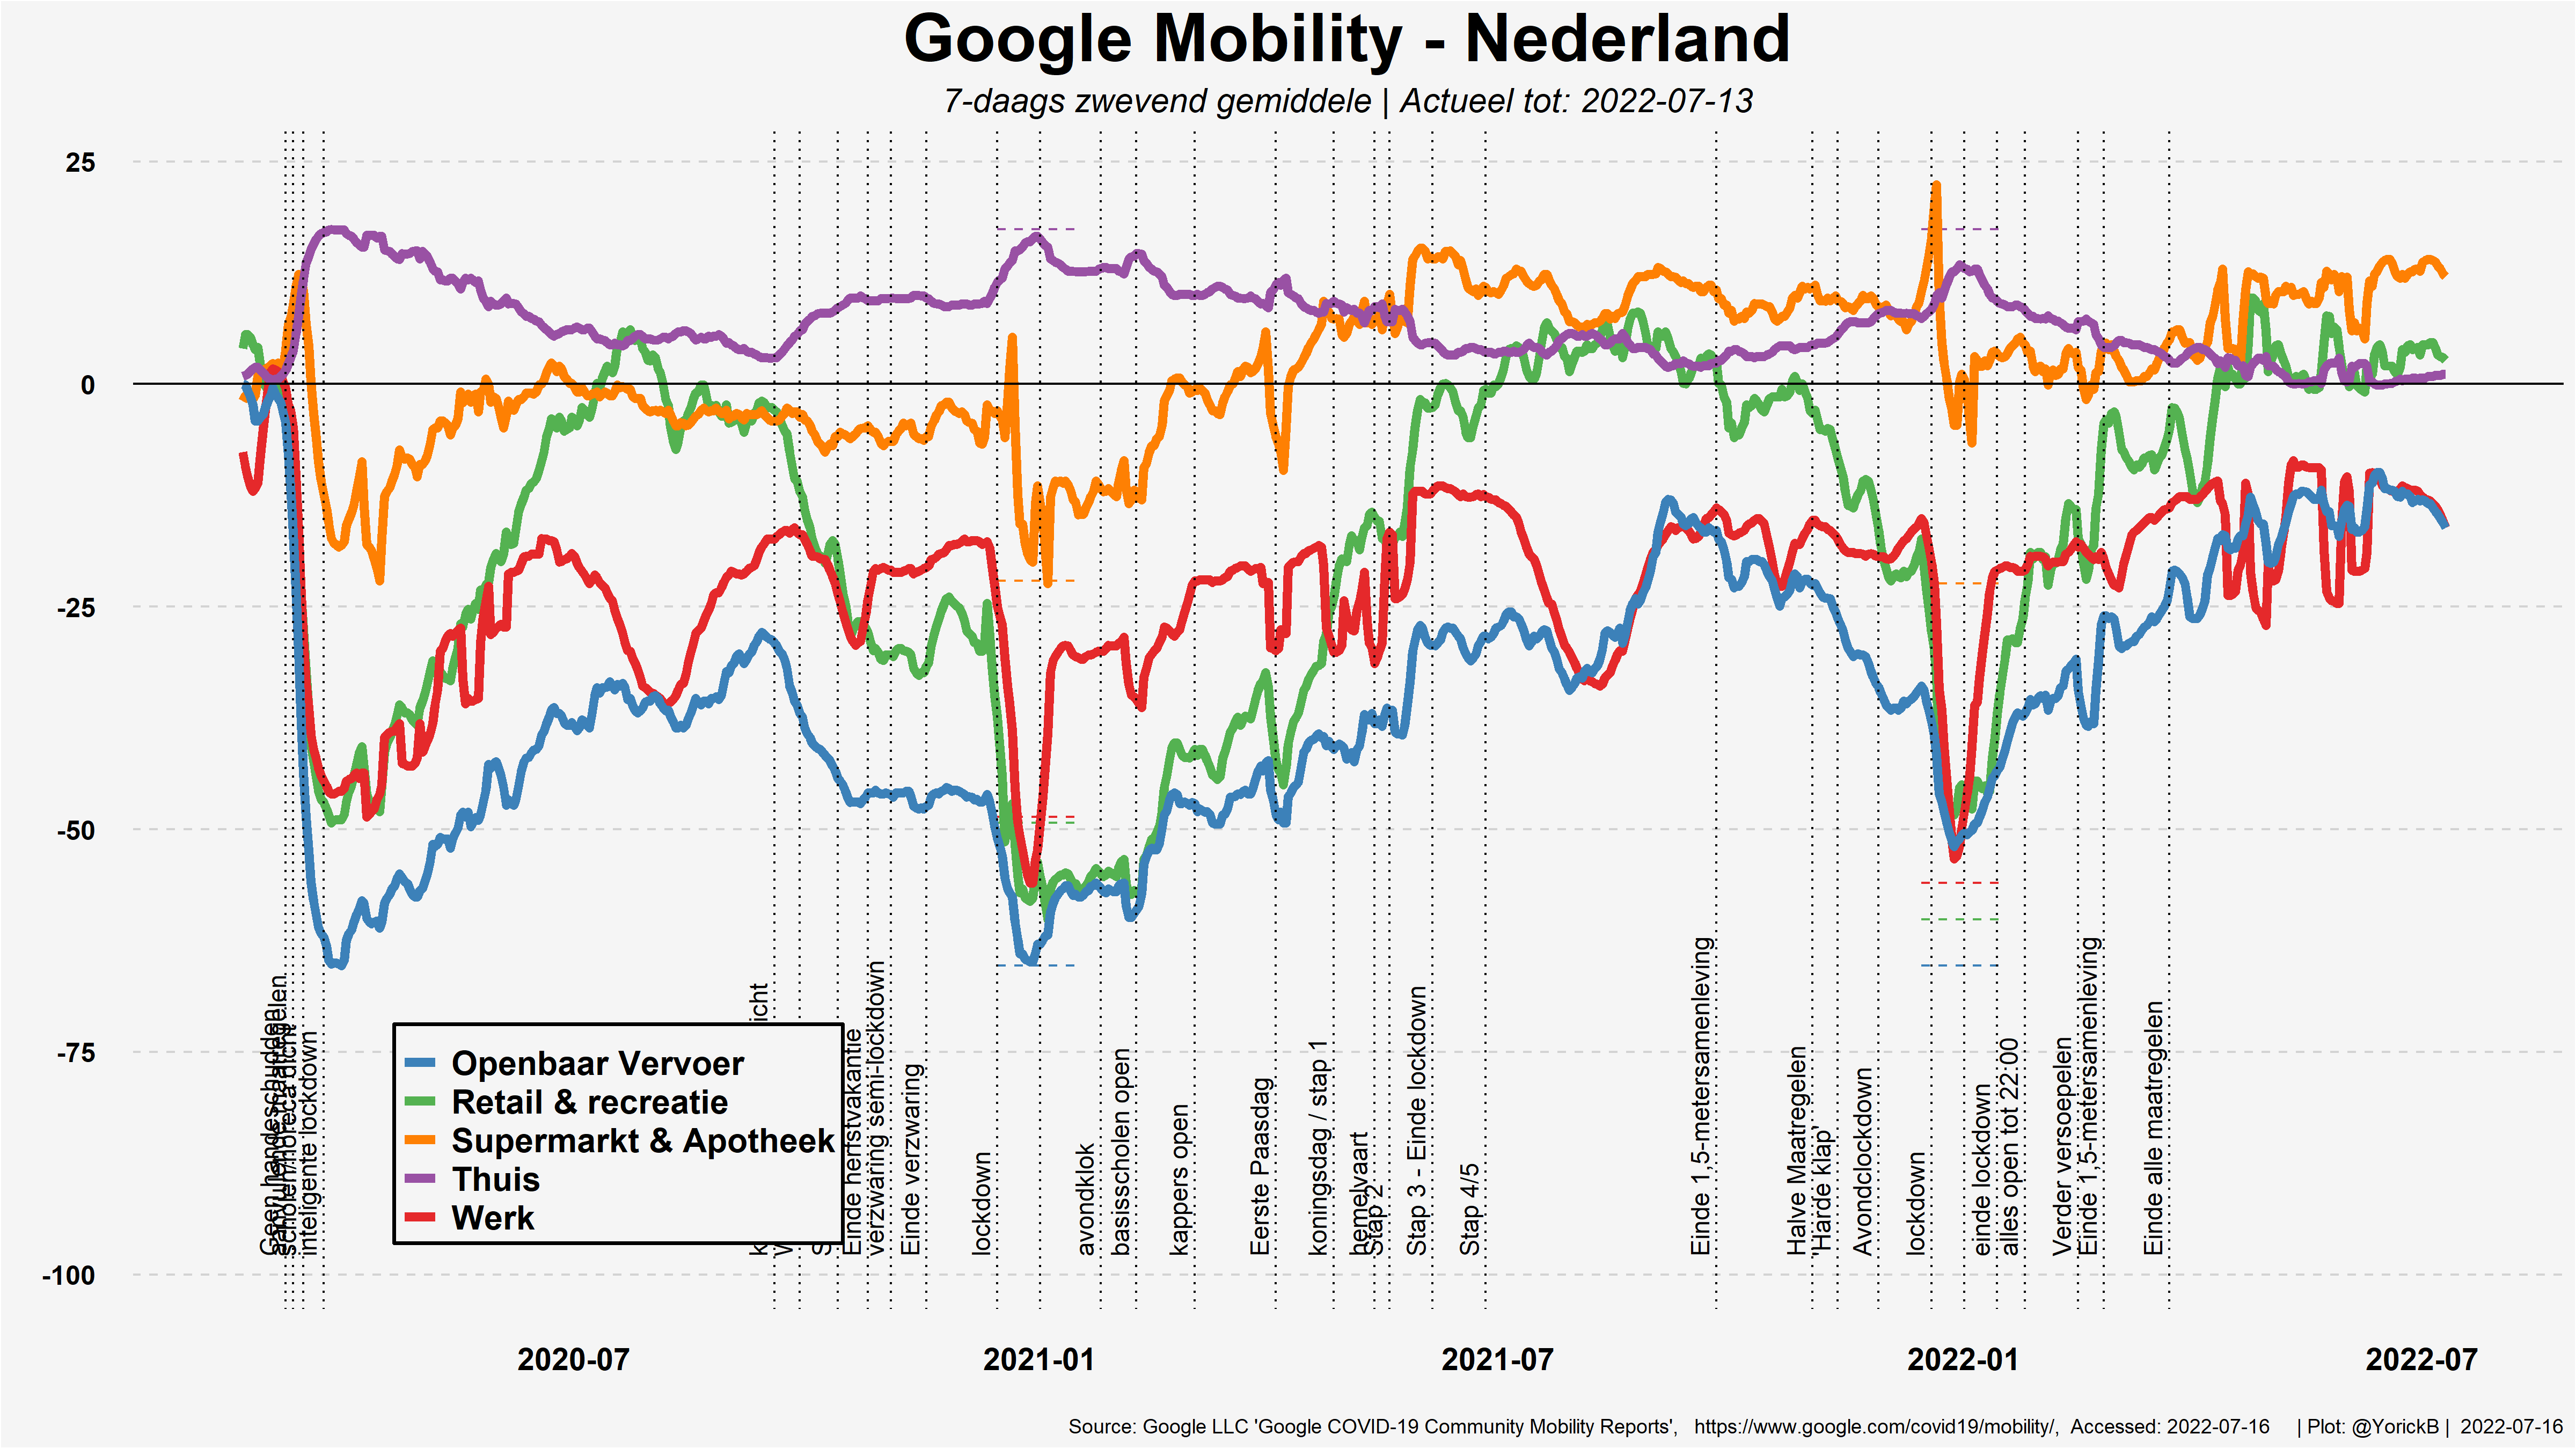 Google Mobility - Nederland
7-daags zwevend gemiddele | Actueel tot: 2022-07-13
25
0
-25
-50
-75
-100
inteligente lockdown
Einde herfstvakantie
verzwaring semi-lockdown
Einde verzwaring
lockdown
avondklok
basisscholen open
kappers open
Eerste Paasdag
koningsdag / stap 1
hemelvaart
Stap 2
Stap 3 - Einde lockdown
Stap 4/5
Einde 1,5-metersamenleving
Halve Maatregelen
'Harde klap'
Avondclockdown
lockdown
einde lockdown
alles open tot 22:00
Verder versoepelen
Einde 1,5-metersamenleving
Einde alle maatregelen
Openbaar Vervoer
Retail & recreatie
Supermarkt & Apotheek
Thuis
Werk
2020-07
2021-01
2021-07
2022-01
2022-07
Source: Google LLC 'Google COVID-19 Community Mobility Reports', https://www.google.com/covid19/mobility/, Accessed: 2022-07-16 | Plot: @YorickB | 2022-07-16